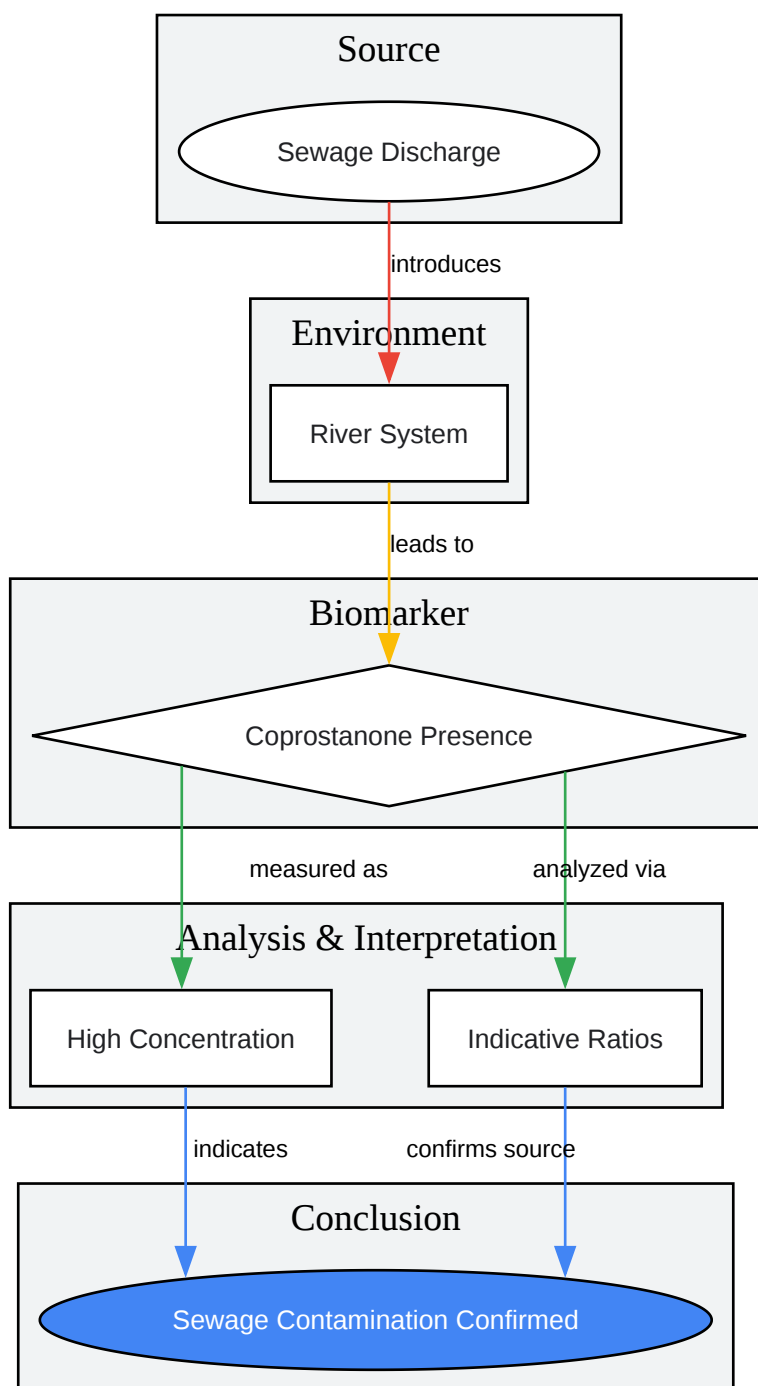 Source
Sewage Discharge
introduces
Environment
River System
leads to
Biomarker
Coprostanone Presence
measured as
analyzed via
Analysis & Interpretation
High Concentration
Indicative Ratios
indicates
confirms source
Conclusion
Sewage Contamination Confirmed